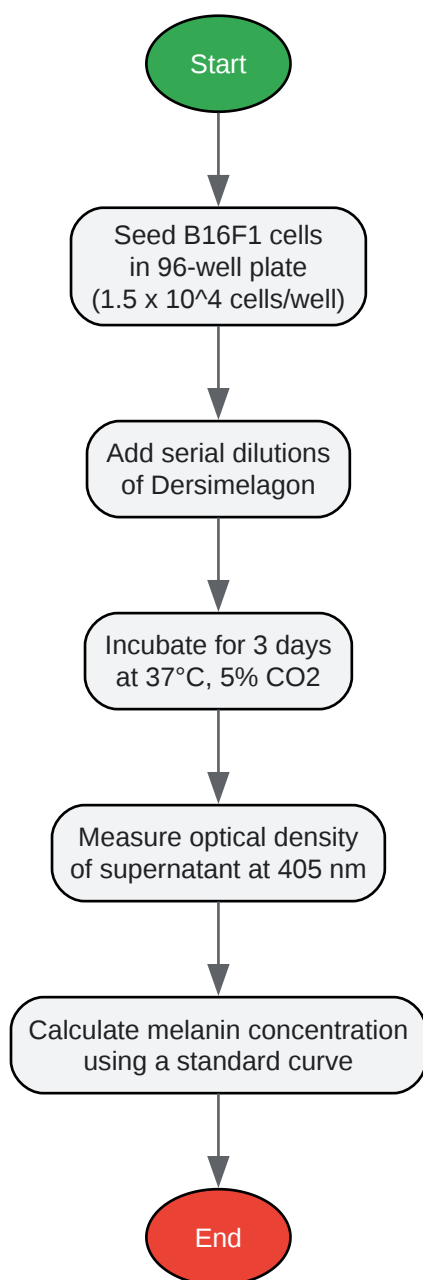 Start
Seed B16F1 cells
in 96-well plate
(1.5 x 10^4 cells/well)
Add serial dilutions
of Dersimelagon
Incubate for 3 days
at 37°C, 5% CO2
Measure optical density
of supernatant at 405 nm
Calculate melanin concentration
using a standard curve
End